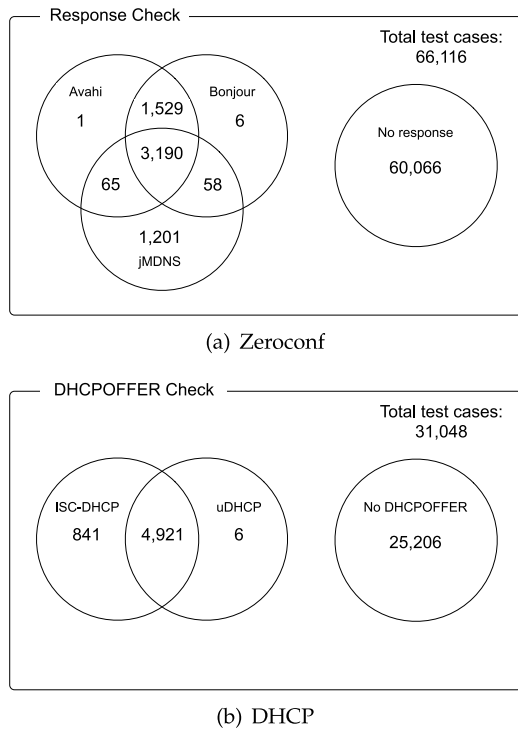 Response Check
Total test cases:
66,116
Avahi
1
1,529
Bonjour
6
3,190
65
58
1,201
jMDNS
No response
60,066
(a) Zeroconf
DHCPOFFER Check
Total test cases:
31,048
ISC-DHCP
841
4,921
uDHCP
6
No DHCPOFFER
25,206
(b) DHCP